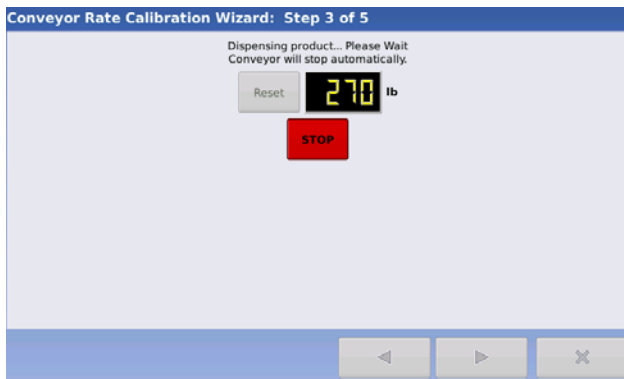 Conveyor Rate Calibration Wizard: Step 3 of 5
Dispensing product... Please Wait
Conveyor will stop automatically.
Reset 270 lb
STOP